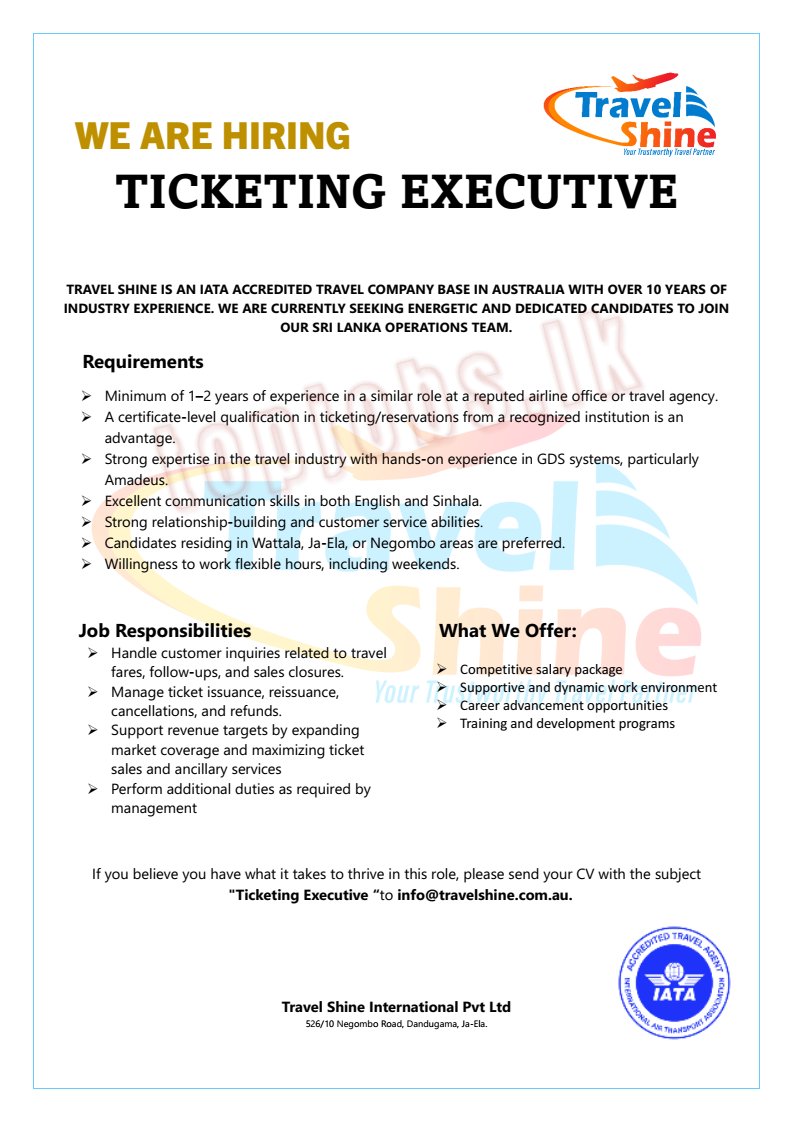 Travel
Shine
Your Trustworthy Travel Partner
WE ARE HIRING
TICKETING EXECUTIVE
TRAVEL SHINE IS AN IATA ACCREDITED TRAVEL COMPANY BASE IN AUSTRALIA WITH OVER 10 YEARS OF
INDUSTRY EXPERIENCE. WE ARE CURRENTLY SEEKING ENERGETIC AND DEDICATED CANDIDATES TO JOIN
OUR SRI LANKA OPERATIONS TEAM.
topjobs.lk
Requirements
➢ Minimum of 1–2 years of experience in a similar role at a reputed airline office or travel agency.
➢ A certificate-level qualification in ticketing/reservations from a recognized institution is an
advantage.
➢ Strong expertise in the travel industry with hands-on experience in GDS systems, particularly
Amadeus.
➢ Excellent communication skills in both English and Sinhala.
➢ Strong relationship-building and customer service abilities.
➢ Candidates residing in Wattala, Ja-Ela, or Negombo areas are preferred.
➢ Willingness to work flexible hours, including weekends.
Travel
Shine
Your Trustworthy Travel Partner
Job Responsibilities
➢ Handle customer inquiries related to travel
fares, follow-ups, and sales closures.
➢ Manage ticket issuance, reissuance,
cancellations, and refunds.
➢ Support revenue targets by expanding
market coverage and maximizing ticket
sales and ancillary services
➢ Perform additional duties as required by
management
What We Offer:
➢ Competitive salary package
➢ Supportive and dynamic work environment
➢ Career advancement opportunities
➢ Training and development programs
If you believe you have what it takes to thrive in this role, please send your CV with the subject
"Ticketing Executive “to info@travelshine.com.au.
ACCREDITED TRAVEL AGENT
IATA
INTERNATIONAL AIR TRANSPORT ASSOCIATION
Travel Shine International Pvt Ltd
526/10 Negombo Road, Dandugama, Ja-Ela.